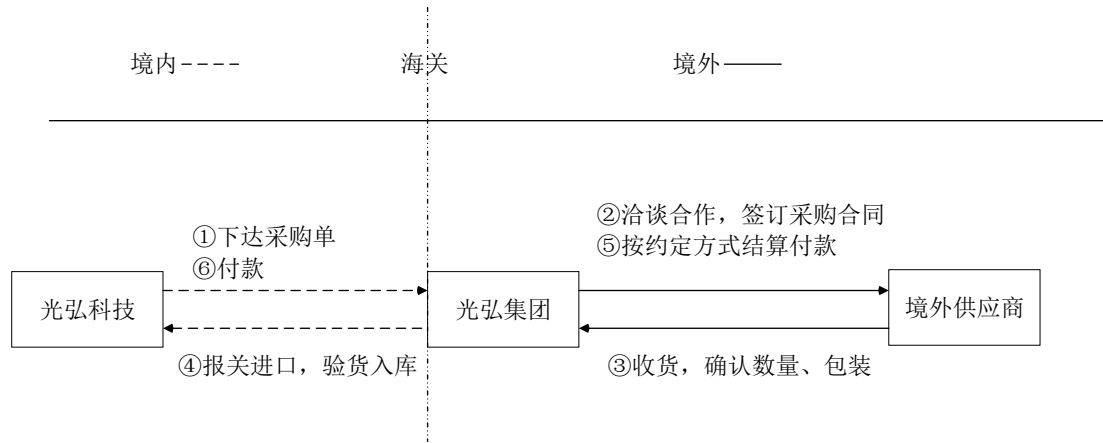 境内----
海关
境外——
②洽谈合作，签订采购合同
①下达采购单
⑤按约定方式结算付款
⑥付款
光弘科技
光弘集团
境外供应商
④报关进口，验货入库
③收货，确认数量、包装